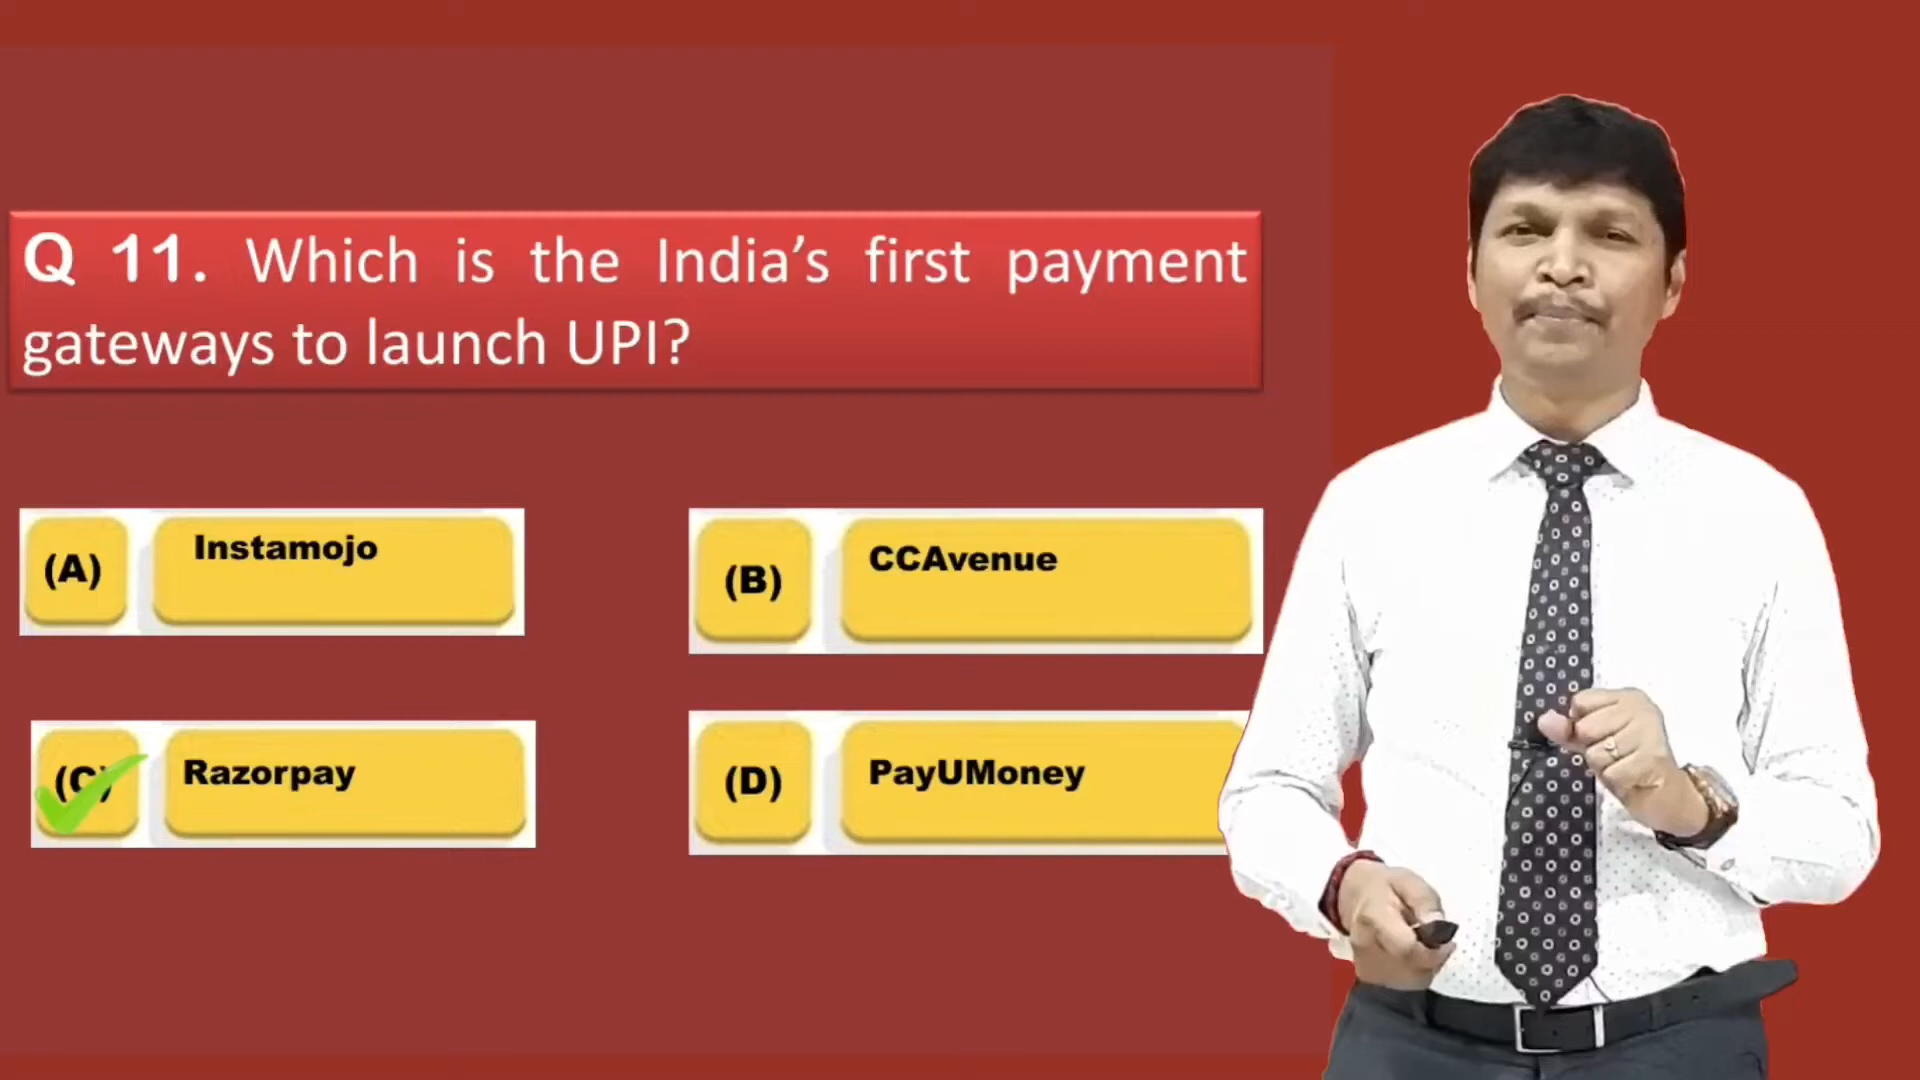 Q 11. Which is the India’s first payment
gateways to launch UPI?
(A) Instamojo
(B) CCAvenue
(C) Razorpay
(D) PayUMoney